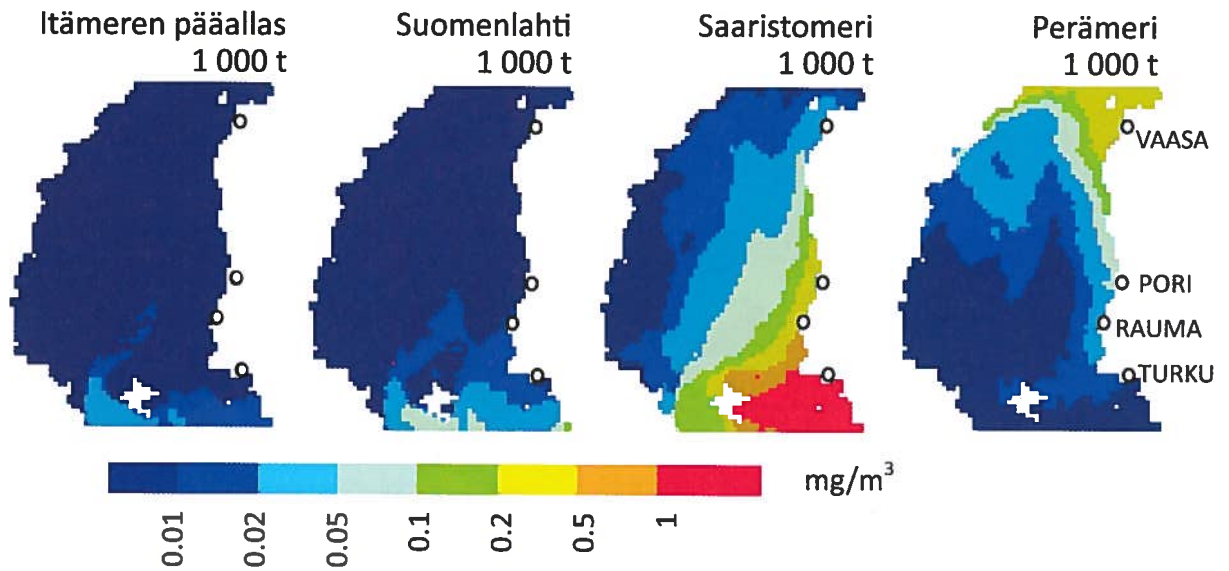 Itämeren pääallas
1 000 t
Suomenlahti
1 000 t
Saaristomeri
1 000 t
Perämeri
1 000 t
VAASA
PORI
RAUMA
TURKU
mg/m³
0.01
0.02
0.05
0.1
0.2
0.5
1